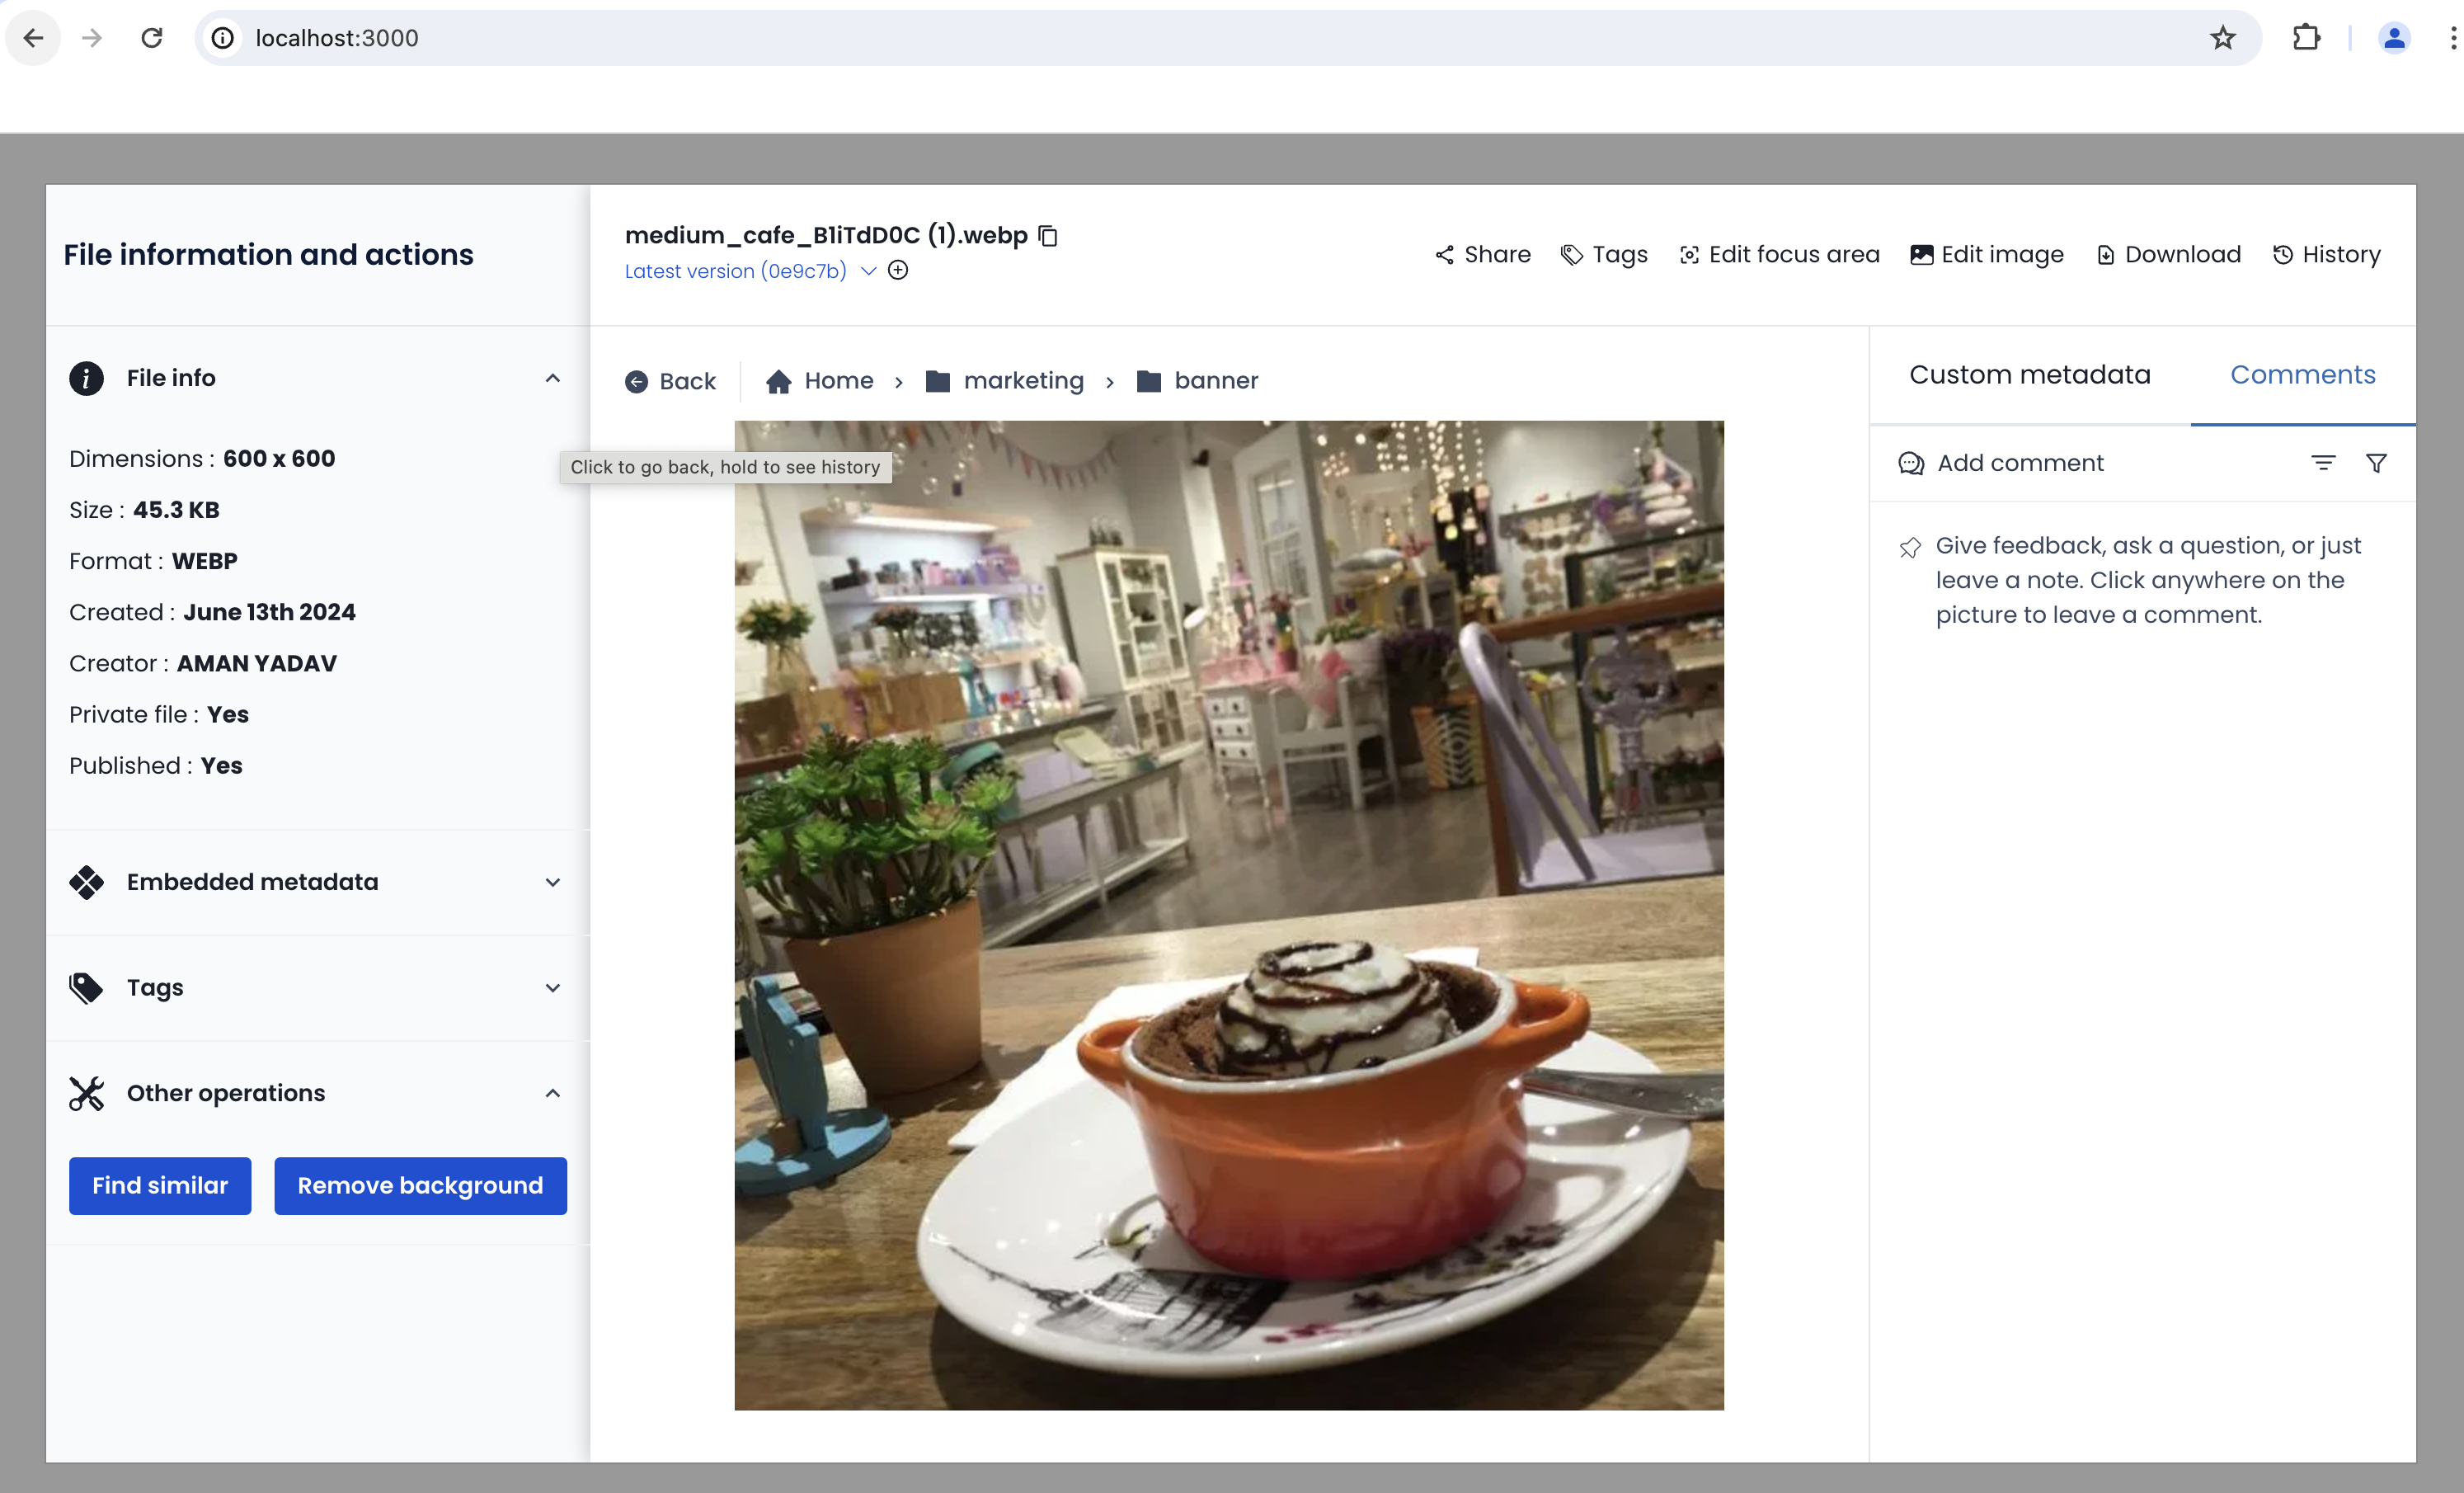 localhost:3000
File information and actions
medium_cafe_B1iTdD0C (1).webp
Latest version (0e9c7b)
Share
Tags
Edit focus area
Edit image
Download
History
File info
Dimensions : 600 x 600
Size : 45.3 KB
Format : WEBP
Created : June 13th 2024
Creator : AMAN YADAV
Private file : Yes
Published : Yes
Embedded metadata
Tags
Other operations
Find similar
Remove background
Back
Home
marketing
banner
Click to go back, hold to see history
Custom metadata
Comments
Add comment
Give feedback, ask a question, or just
leave a note. Click anywhere on the
picture to leave a comment.